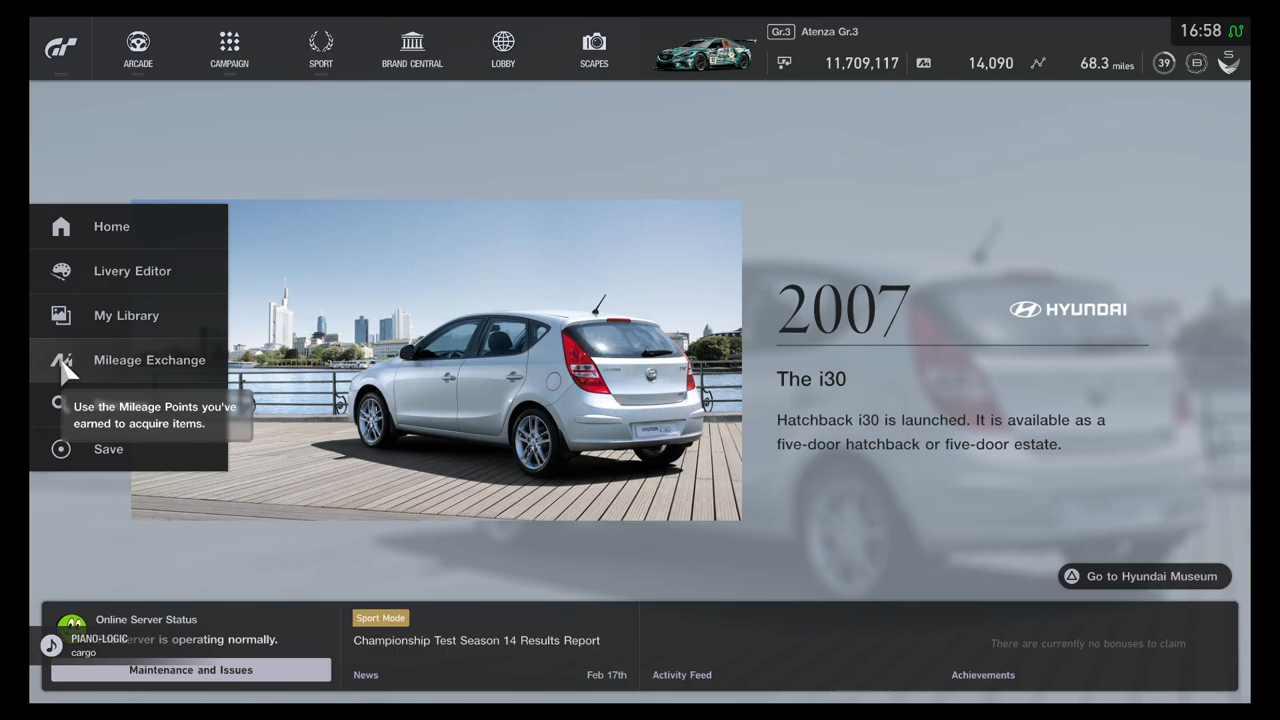 GT
ARCADE
CAMPAIGN
SPORT
BRAND CENTRAL
LOBBY
SCAPES
Gr.3 Atenza Gr.3
11,709,117
14,090
68.3 miles
16:58
39
B
S
Home
Livery Editor
My Library
Mileage Exchange
Use the Mileage Points you've
earned to acquire items.
Save
2007
HYUNDAI
The i30
Hatchback i30 is launched. It is available as a
five-door hatchback or five-door estate.
i30
Go to Hyundai Museum
Online Server Status
is operating normally.
PIANO-LOGIC
cargo
Maintenance and Issues
Sport Mode
Championship Test Season 14 Results Report
News
Feb 17th
Activity Feed
There are currently no bonuses to claim
Achievements